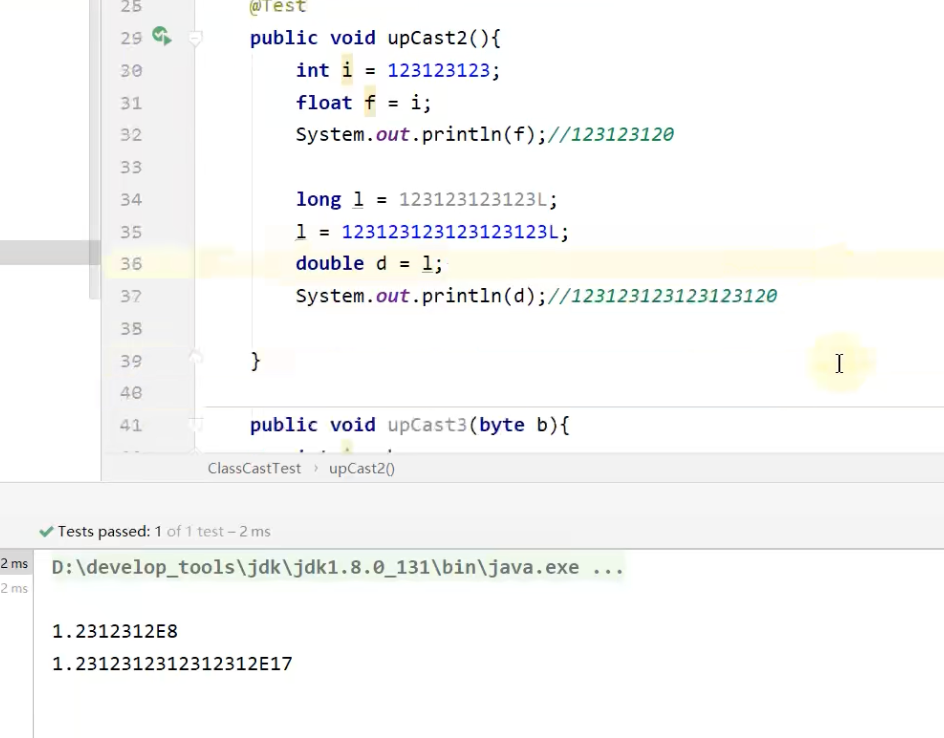 25 @Test
29 public void upCast2(){
30 int i = 123123123;
31 float f = i;
32 System.out.println(f);//123123120
33
34 long l = 123123123123L;
35 l = 123123123123123123L;
36 double d = l;
37 System.out.println(d);//123123123123123120
38
39 }
40
41 public void upCast3(byte b){
ClassCastTest › upCast2()
Tests passed: 1 of 1 test – 2 ms
2 ms D:\develop_tools\jdk\jdk1.8.0_131\bin\java.exe ...
2 ms
1.2312312E8
1.2312312312312312E17